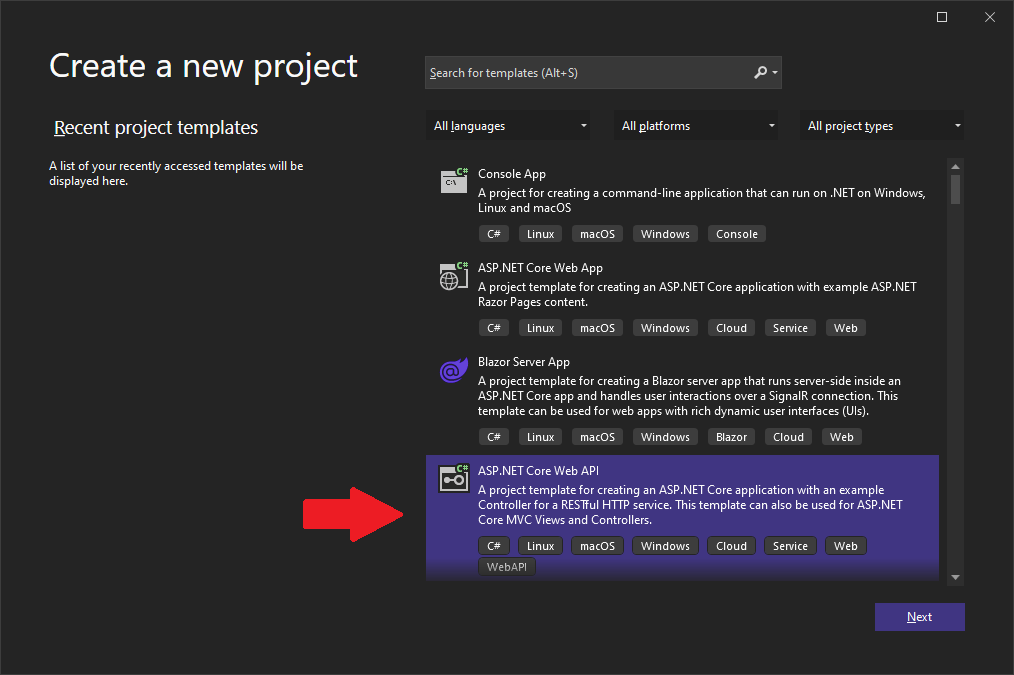 Create a new project
Search for templates (Alt+S)
Recent project templates
All languages
All platforms
All project types
A list of your recently accessed templates will be
displayed here.
C#
C:\
Console App
A project for creating a command-line application that can run on .NET on Windows,
Linux and macOS
C# Linux macOS Windows Console
C#
ASP.NET Core Web App
A project template for creating an ASP.NET Core application with example ASP.NET
Razor Pages content.
C# Linux macOS Windows Cloud Service Web
Blazor Server App
A project template for creating a Blazor server app that runs server-side inside an
ASP.NET Core app and handles user interactions over a SignalR connection. This
template can be used for web apps with rich dynamic user interfaces (UIs).
C# Linux macOS Windows Blazor Cloud Web
C#
ASP.NET Core Web API
A project template for creating an ASP.NET Core application with an example
Controller for a RESTful HTTP service. This template can also be used for ASP.NET
Core MVC Views and Controllers.
C# Linux macOS Windows Cloud Service Web
WebAPI
Next